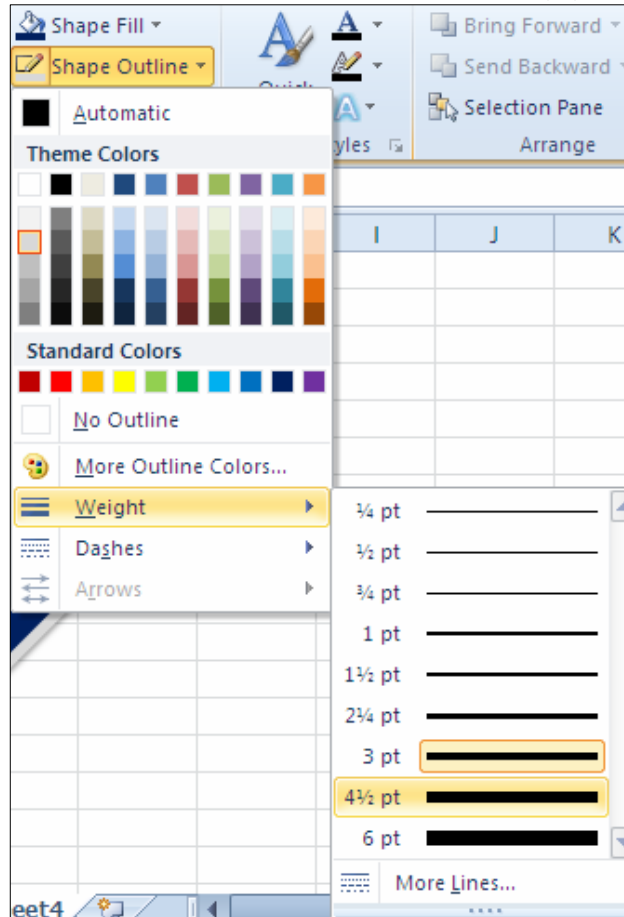 Shape Fill
Shape Outline
Bring Forward
Send Backward
Selection Pane
Arrange
Automatic
Theme Colors
I J K
Standard Colors
No Outline
More Outline Colors...
Weight
Dashes
Arrows
¼ pt
½ pt
¾ pt
1 pt
1½ pt
2¼ pt
3 pt
4½ pt
6 pt
More Lines...
eet4